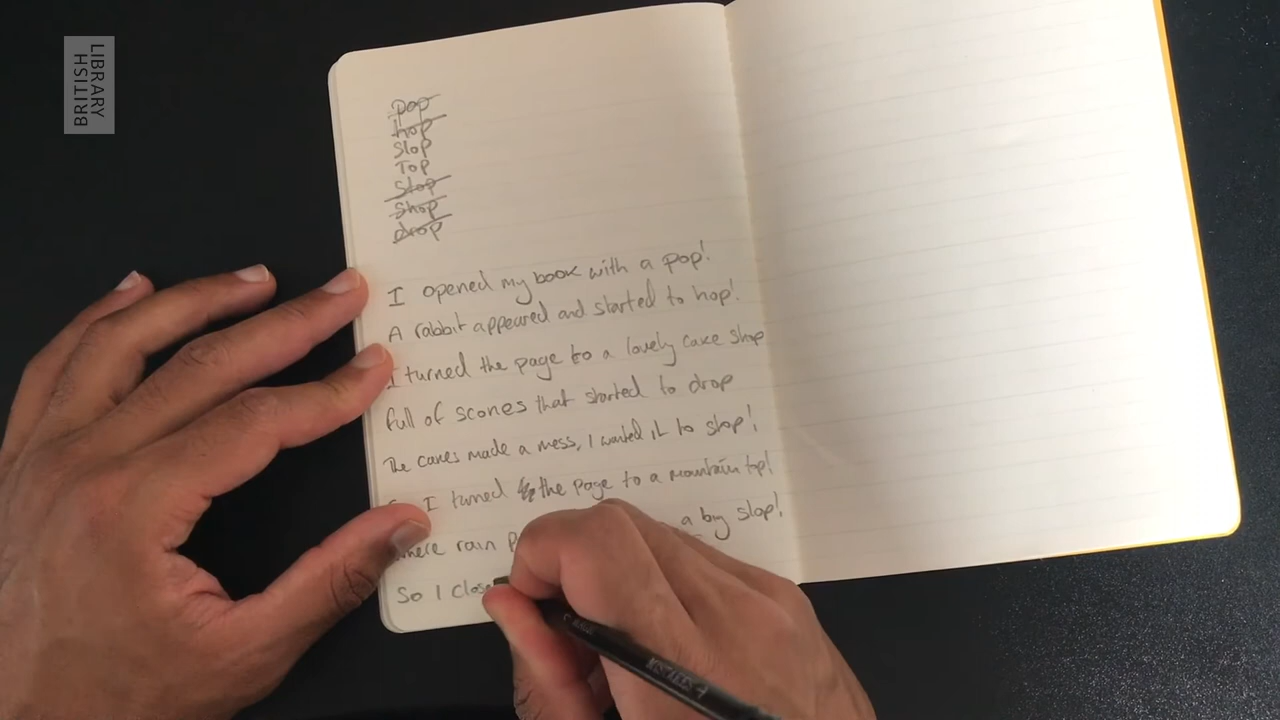 BRITISH
LIBRARY
pop
hop
slop
Top
stop
shop
drop
I opened my book with a pop!
A rabbit appeared and started to hop!
I turned the page to a lovely cake shop
full of scones that started to drop
The cakes made a mess, I wanted it to stop!
I turned the page to a mountain top!
rain a big slop!
So I close